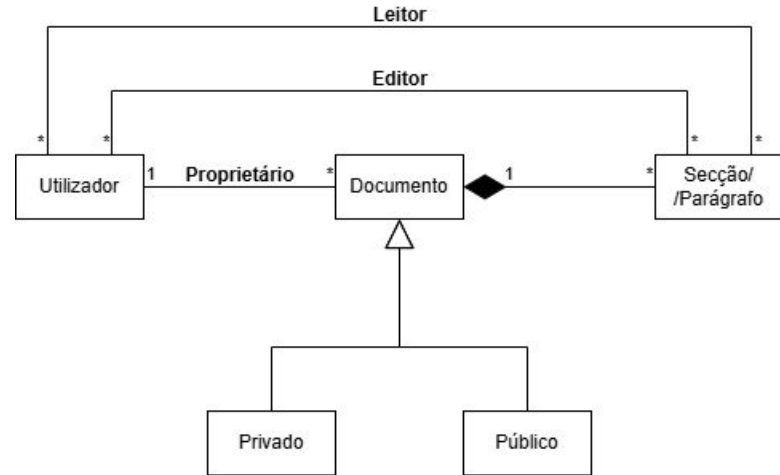 Leitor
Editor
* * * *
Utilizador
1 Proprietário *
Documento
1 *
Secção/
/Parágrafo
Privado
Público